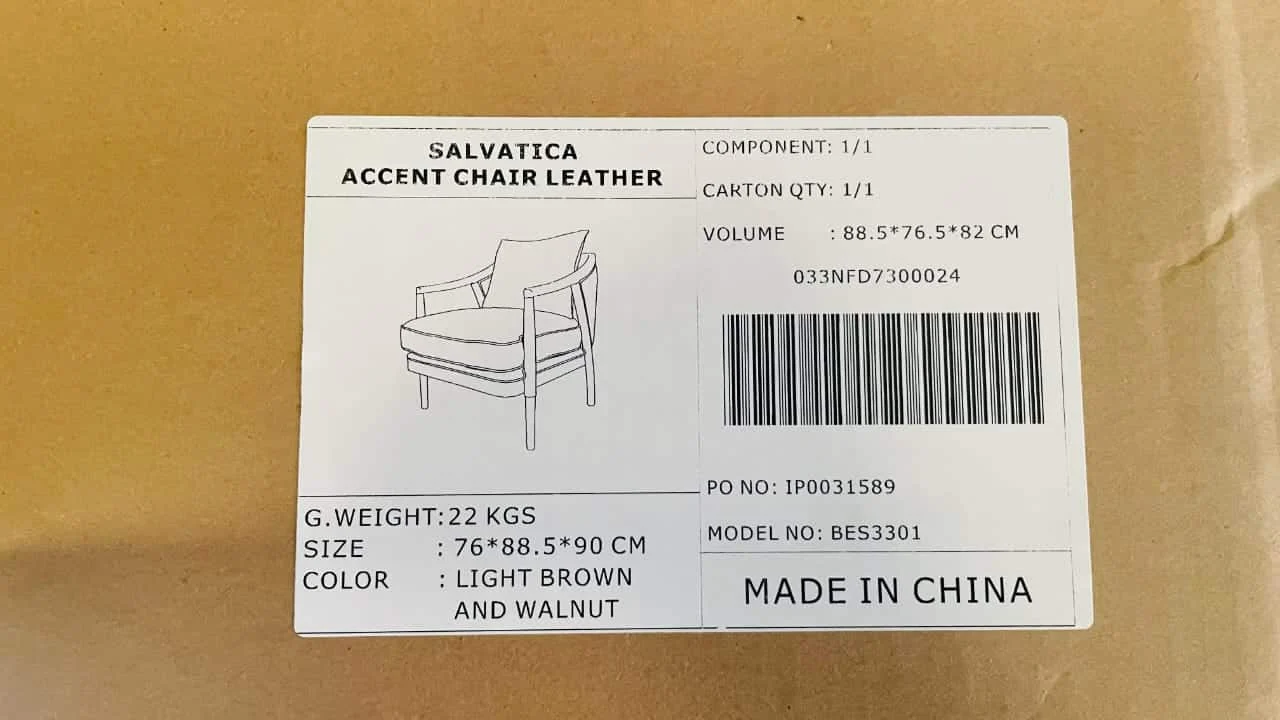 SALVATICA
ACCENT CHAIR LEATHER
G.WEIGHT:22 KGS
SIZE : 76*88.5*90 CM
COLOR : LIGHT BROWN
AND WALNUT
COMPONENT: 1/1
CARTON QTY: 1/1
VOLUME : 88.5*76.5*82 CM
033NFD7300024
PO NO: IP0031589
MODEL NO: BES3301
MADE IN CHINA